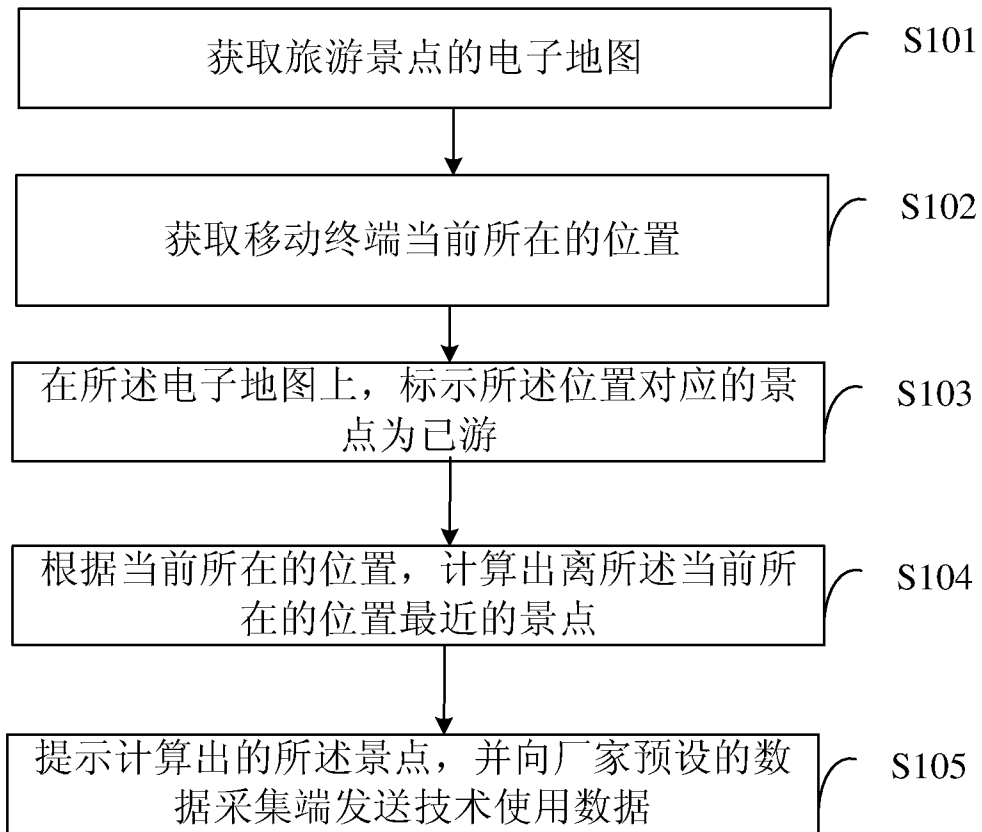 获取旅游景点的电子地图
S101
获取移动终端当前所在的位置
S102
在所述电子地图上，标示所述位置对应的景
点为已游
S103
根据当前所在的位置，计算出离所述当前所
在的位置最近的景点
S104
提示计算出的所述景点，并向厂家预设的数
据采集端发送技术使用数据
S105